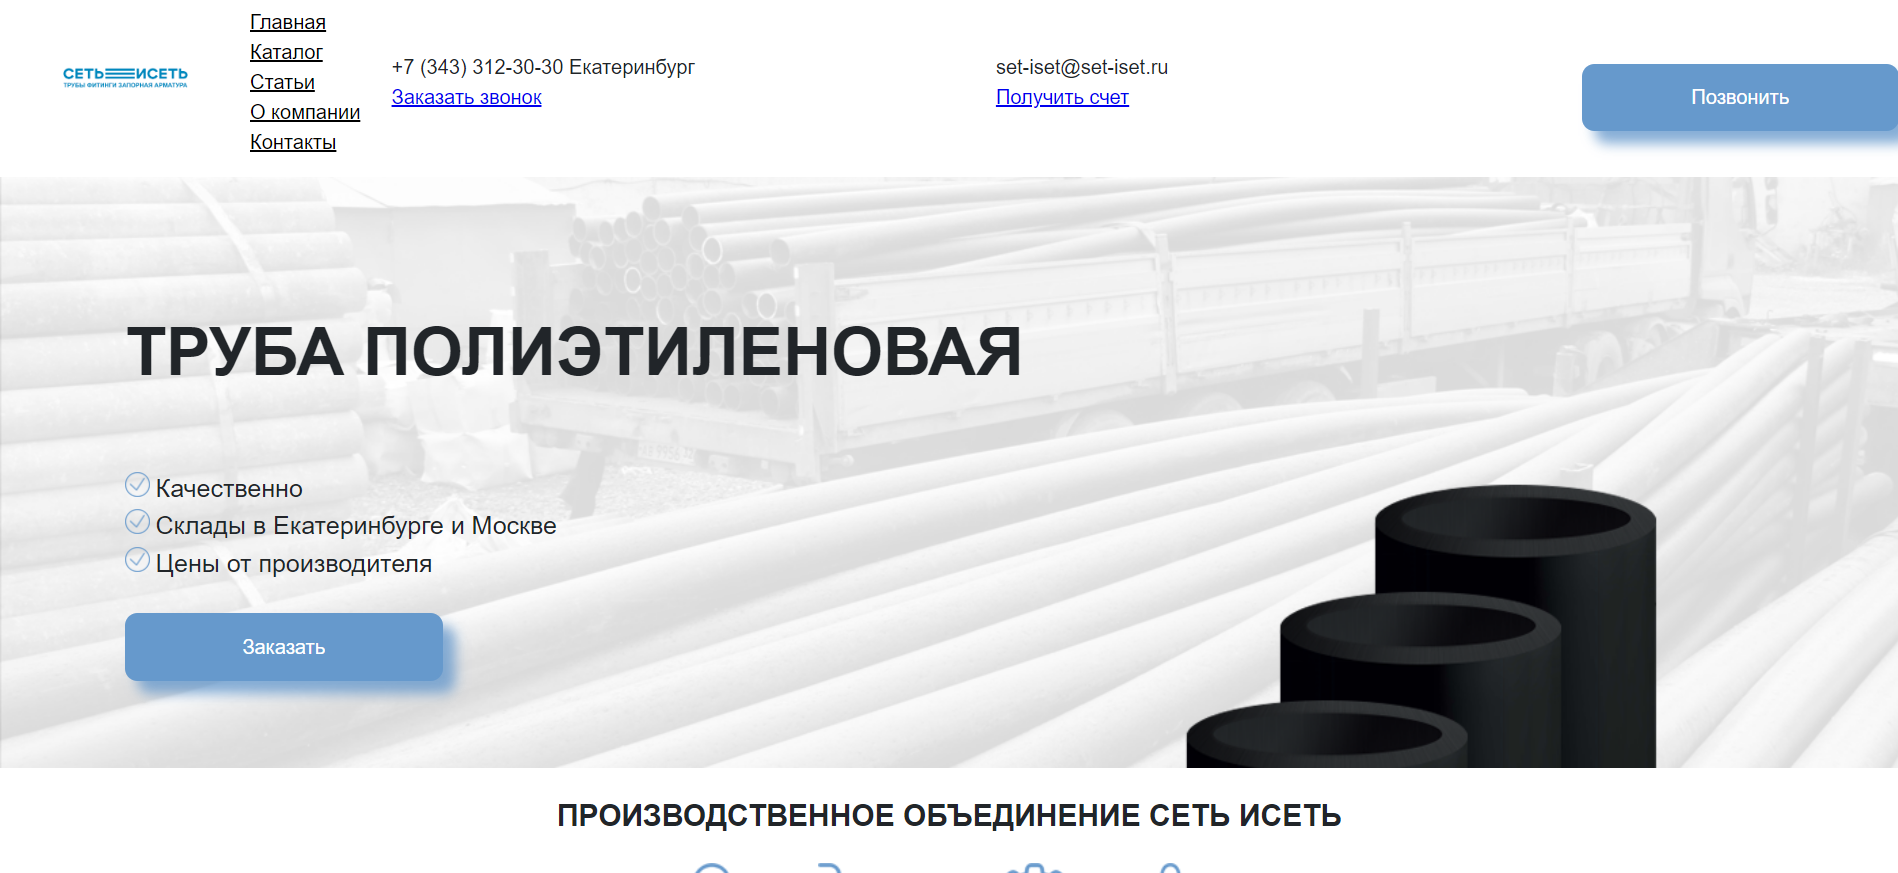 СЕТЬ ИСЕТЬ
ТРУБЫ ФИТИНГИ ЗАПОРНАЯ АРМАТУРА
Главная
Каталог
Статьи
О компании
Контакты
+7 (343) 312-30-30 Екатеринбург
Заказать звонок
set-iset@set-iset.ru
Получить счет
Позвонить
ТРУБА ПОЛИЭТИЛЕНОВАЯ
Качественно
Склады в Екатеринбурге и Москве
Цены от производителя
Заказать
ПРОИЗВОДСТВЕННОЕ ОБЪЕДИНЕНИЕ СЕТЬ ИСЕТЬ